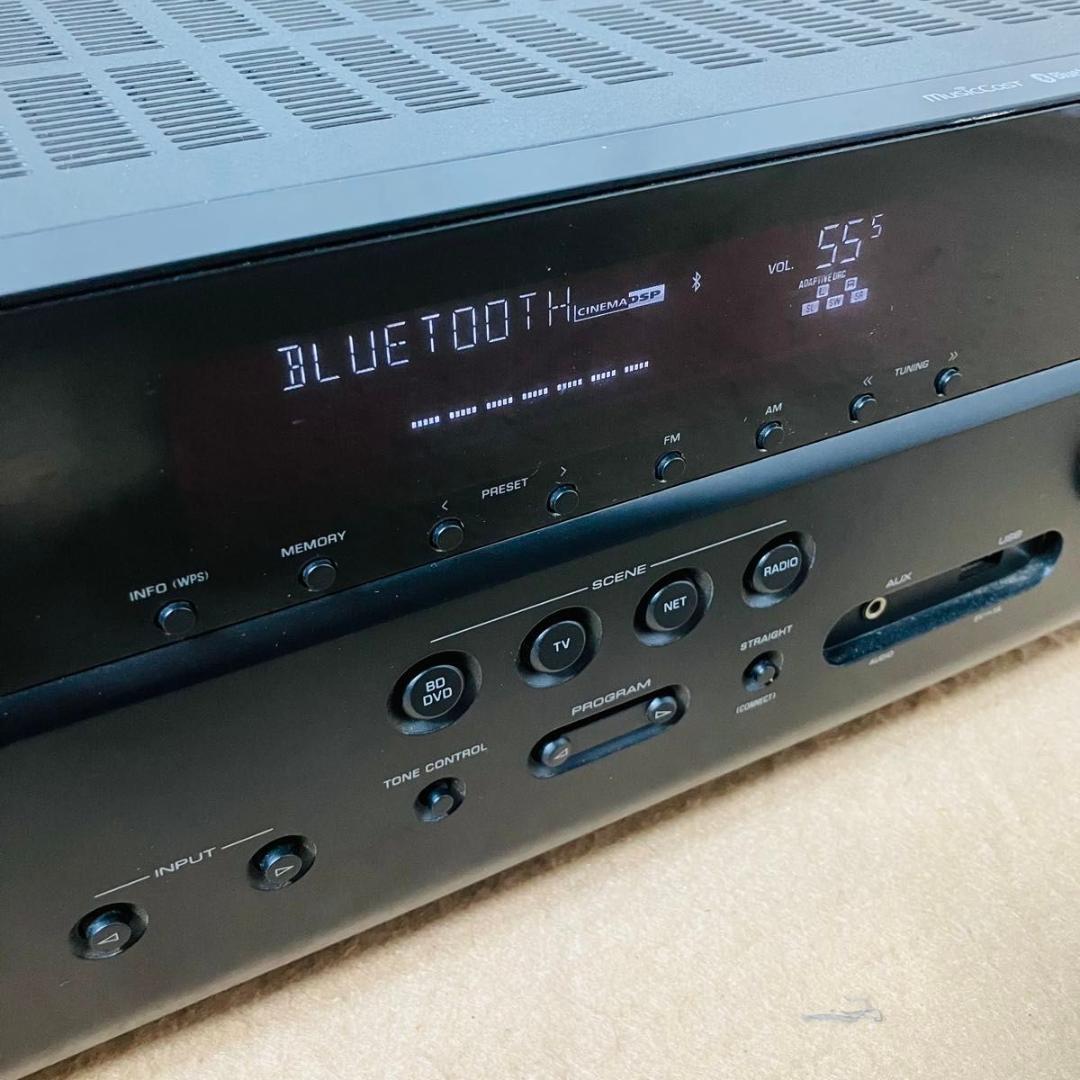 MusicCast Bluet
VOL. 55 5
ADAPTIVE DRC
L R
SL SW SR
BLUETOOTH CINEMA DSP
TUNING
AM
FM
PRESET
MEMORY
INFO (WPS)
SCENE
BD DVD
TV
NET
RADIO
USB
AUX
AUDIO
STRAIGHT
(CONNECT)
PROGRAM
TONE CONTROL
INPUT